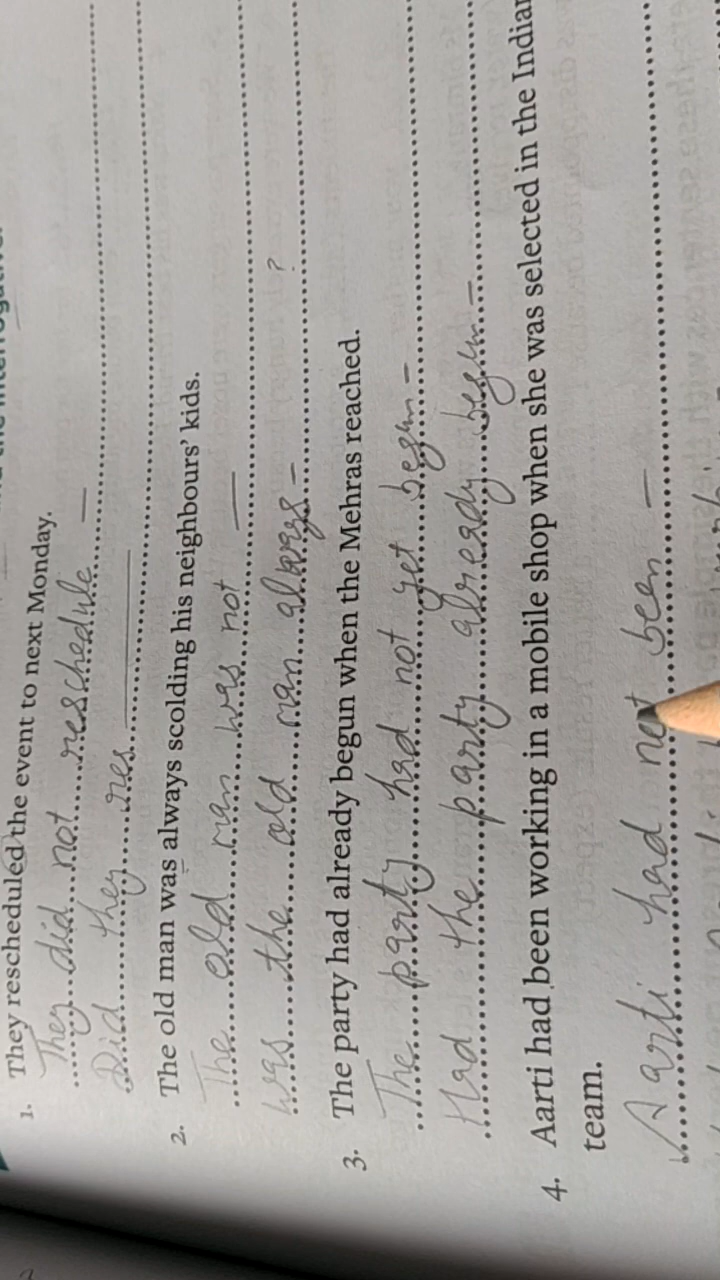 1. They rescheduled the event to next Monday.
They did not reschedule —
Did they res
2. The old man was always scolding his neighbours' kids.
The old man was not —
Was the old man always — ?
3. The party had already begun when the Mehras reached.
The party had not yet begun —
Had the party already begun —
4. Aarti had been working in a mobile shop when she was selected in the Indian
team.
Aarti had not been —